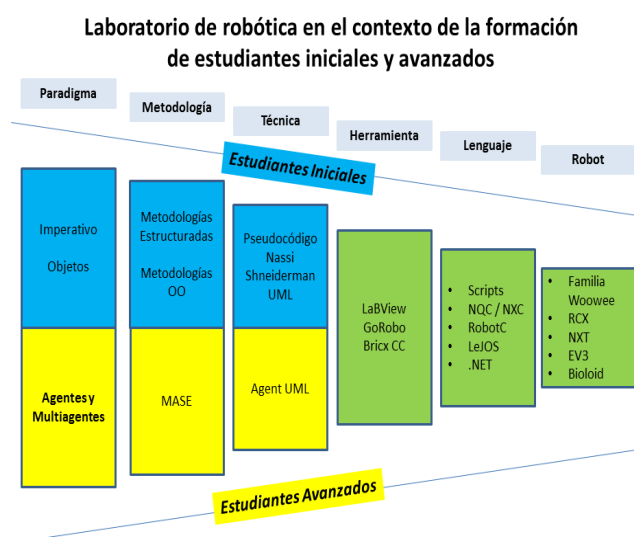 Laboratorio de robótica en el contexto de la formación
de estudiantes iniciales y avanzados
Paradigma
Metodología
Técnica
Herramienta
Lenguaje
Robot
Estudiantes Iniciales
Imperativo
Objetos
Metodologías
Estructuradas
Metodologías
OO
Pseudocódigo
Nassi
Shneiderman
UML
LaBView
GoRobo
Bricx CC
• Scripts
• NQC / NXC
• RobotC
• LeJOS
• .NET
• Familia
Woowee
• RCX
• NXT
• EV3
• Bioloid
Agentes y
Multiagentes
MASE
Agent UML
Estudiantes Avanzados